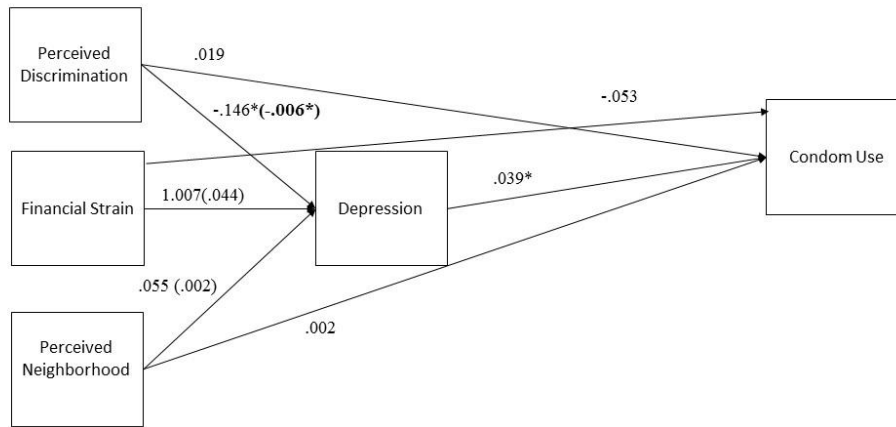 Perceived
Discrimination
.019
-.146*(-.006*)
-.053
Condom Use
Financial Strain
1.007(.044)
Depression
.039*
.055 (.002)
.002
Perceived
Neighborhood